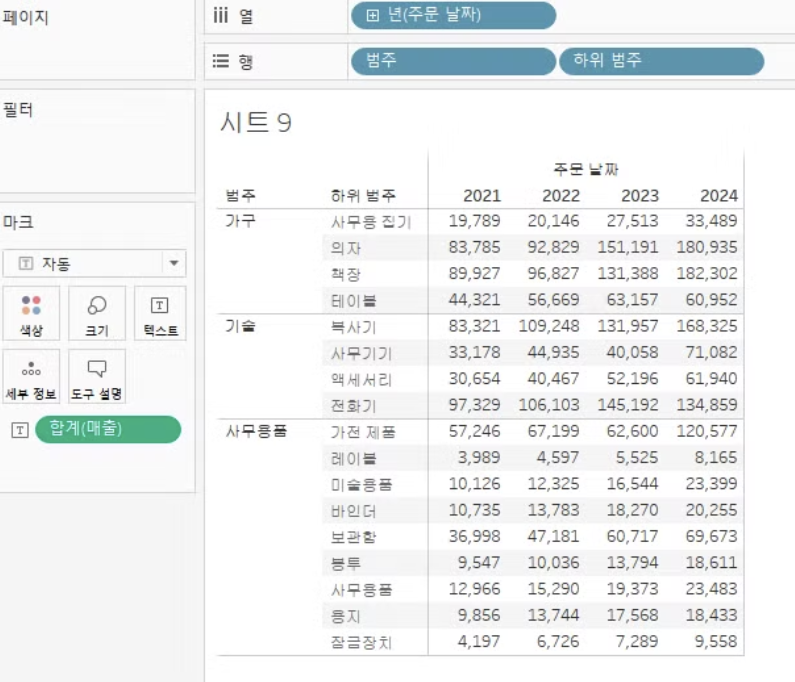 페이지
iii 열
⊞ 년(주문 날짜)
행
범주
하위 범주
필터
시트 9
주문 날짜
범주 하위 범주 2021 2022 2023 2024
가구 사무용 집기 19,789 20,146 27,513 33,489
의자 83,785 92,829 151,191 180,935
책장 89,927 96,827 131,388 182,302
테이블 44,321 56,669 63,157 60,952
기술 복사기 83,321 109,248 131,957 168,325
사무기기 33,178 44,935 40,058 71,082
액세서리 30,654 40,467 52,196 61,940
전화기 97,329 106,103 145,192 134,859
사무용품 가전 제품 57,246 67,199 62,600 120,577
레이블 3,989 4,597 5,525 8,165
미술용품 10,126 12,325 16,544 23,399
바인더 10,735 13,783 18,270 20,255
보관함 36,998 47,181 60,717 69,673
봉투 9,547 10,036 13,794 18,611
사무용품 12,966 15,290 19,373 23,483
용지 9,856 13,744 17,568 18,433
잠금장치 4,197 6,726 7,289 9,558
마크
T 자동
색상
크기
T 텍스트
세부 정보
도구 설명
T 합계(매출)